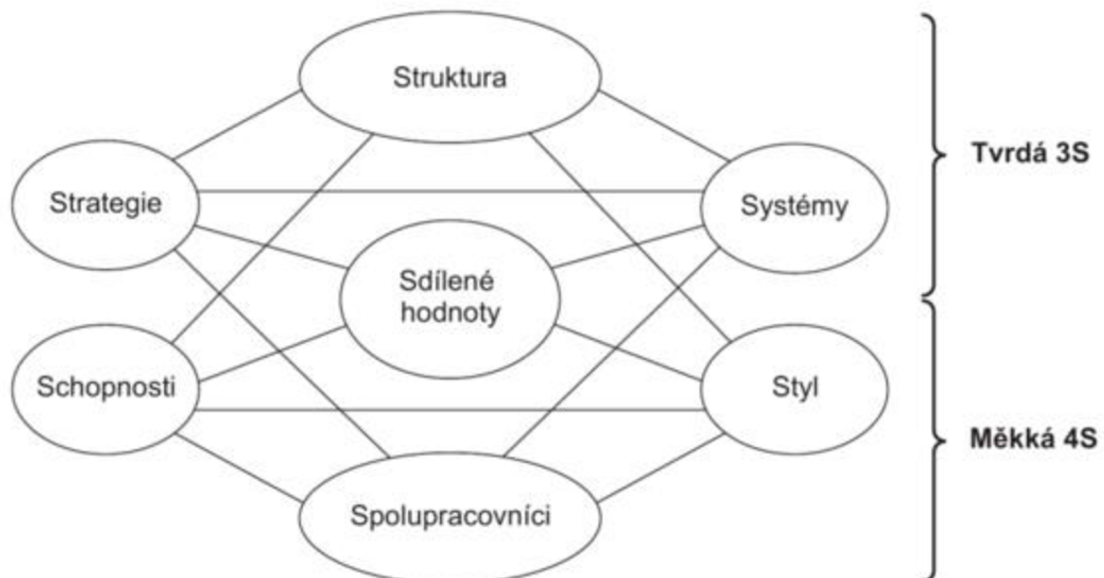 Struktura
Tvrdá 3S
Strategie
Systémy
Sdílené
hodnoty
Schopnosti
Styl
Měkká 4S
Spolupracovníci